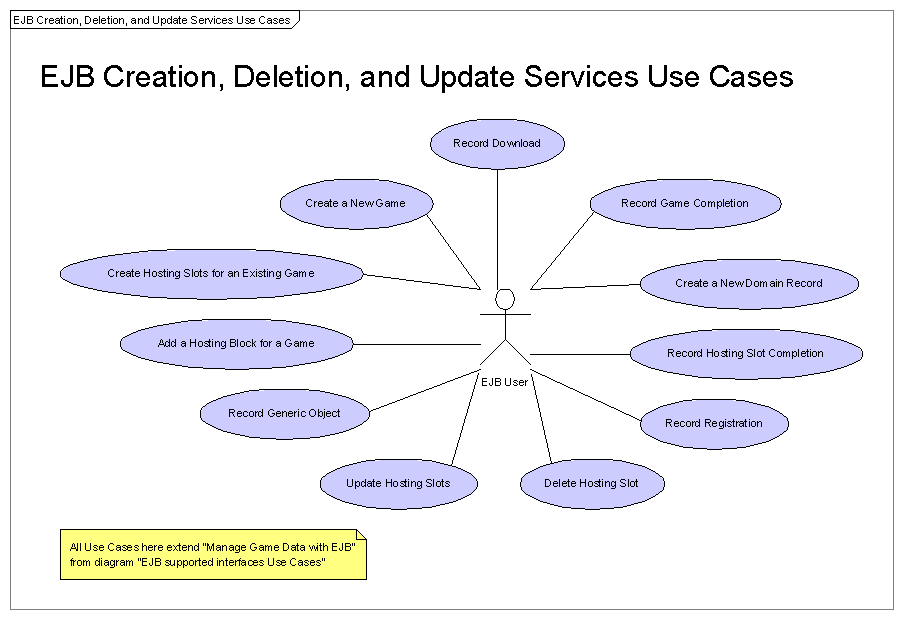 EJB Creation, Deletion, and Update Services Use Cases
EJB Creation, Deletion, and Update Services Use Cases
Record Download
Create a New Game
Record Game Completion
Create Hosting Slots for an Existing Game
Create a New Domain Record
Add a Hosting Block for a Game
Record Hosting Slot Completion
EJB User
Record Generic Object
Record Registration
Update Hosting Slots
Delete Hosting Slot
All Use Cases here extend "Manage Game Data with EJB"
from diagram "EJB supported interfaces Use Cases"